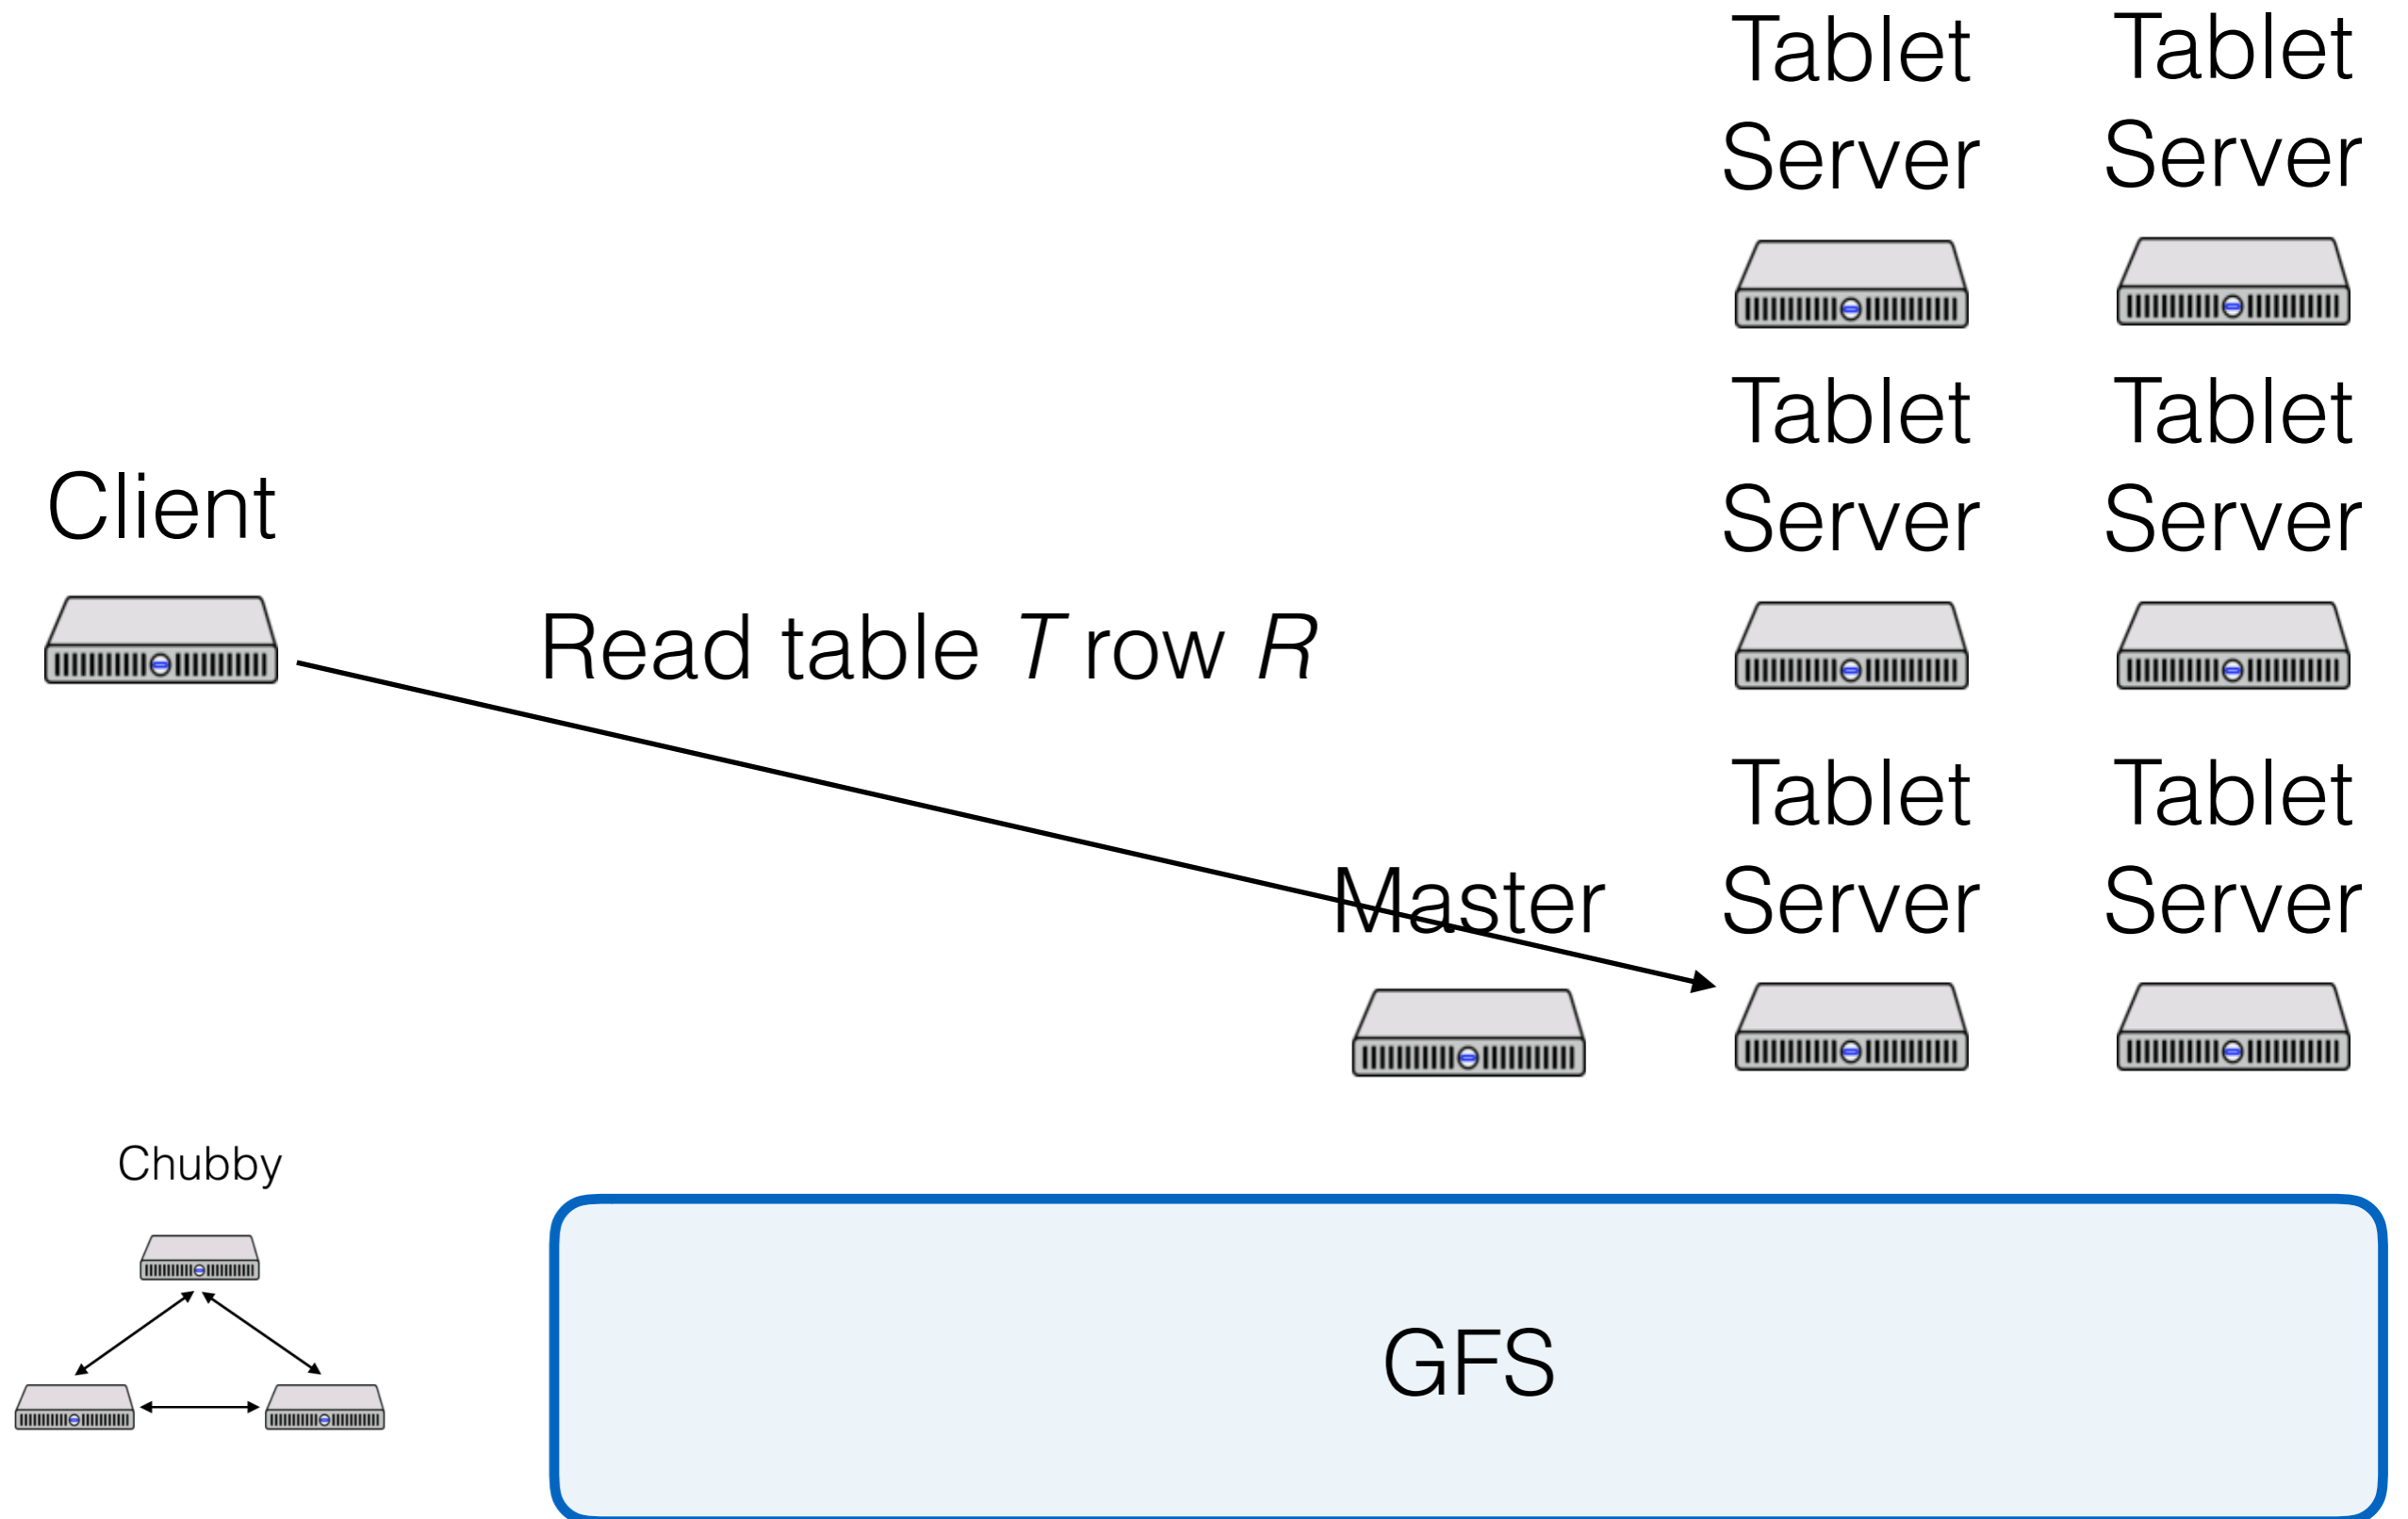 Tablet
Server
Tablet
Server
Tablet
Server
Tablet
Server
Client
Read table T row R
Tablet
Server
Tablet
Server
Master
Chubby
GFS